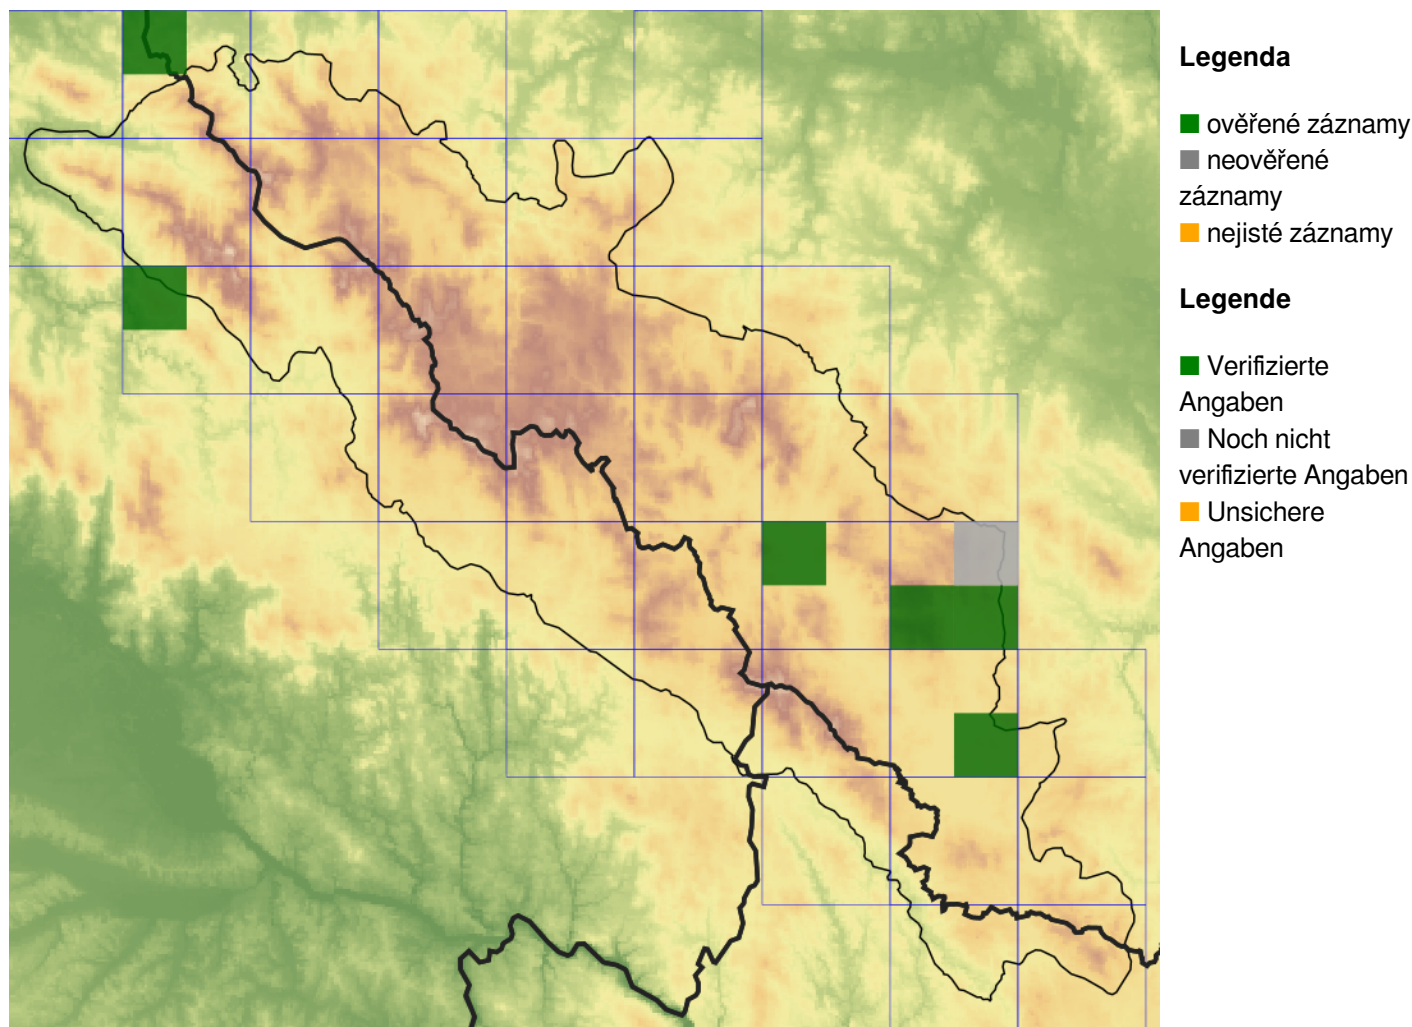 Legenda
ověřené záznamy
neověřené
záznamy
nejisté záznamy
Legende
Verifizierte
Angaben
Noch nicht
verifizierte Angaben
Unsichere
Angaben